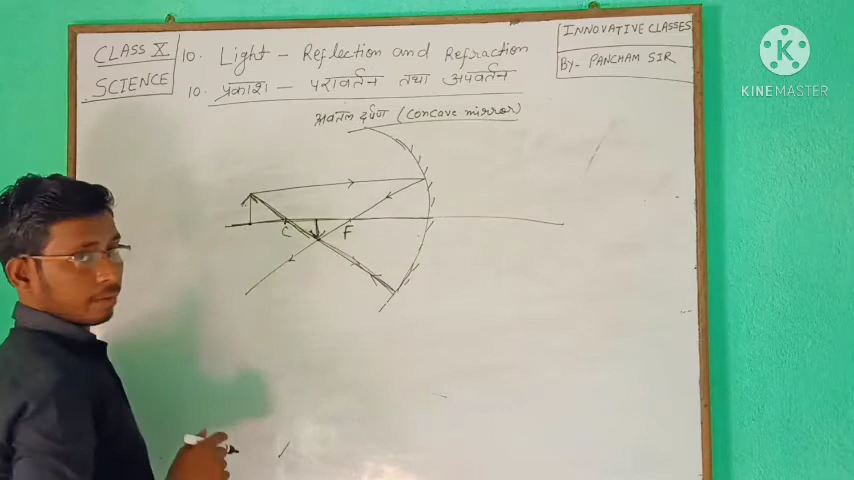 CLASS X
SCIENCE
10. Light - Reflection and Refraction
10. प्रकाश - परावर्तन तथा अपवर्तन
INNOVATIVE CLASSES
By- PANCHAM SIR
अवतल दर्पण (concave mirror)
C F
K
KINEMASTER